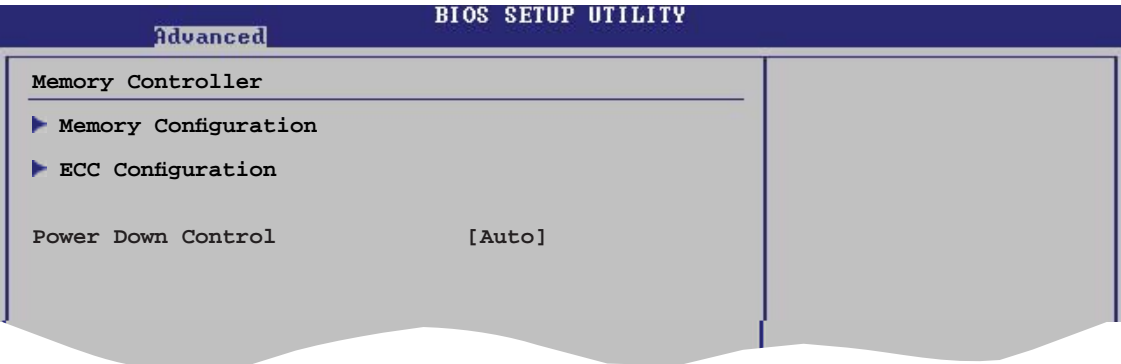 BIOS SETUP UTILITY
Advanced
Memory Controller
Memory Configuration
ECC Configuration
Power Down Control [Auto]